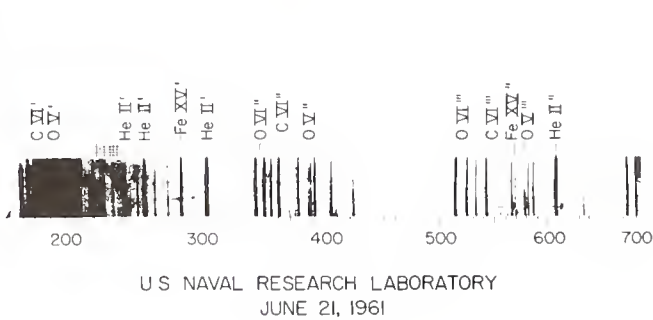 C VI' O V' He II' He II' Fe XV' He II' O VI" C VI" O V" O VI''' C VI''' Fe XV" O V''' He II"
200 300 400 500 600 700
U S NAVAL RESEARCH LABORATORY
JUNE 21, 1961